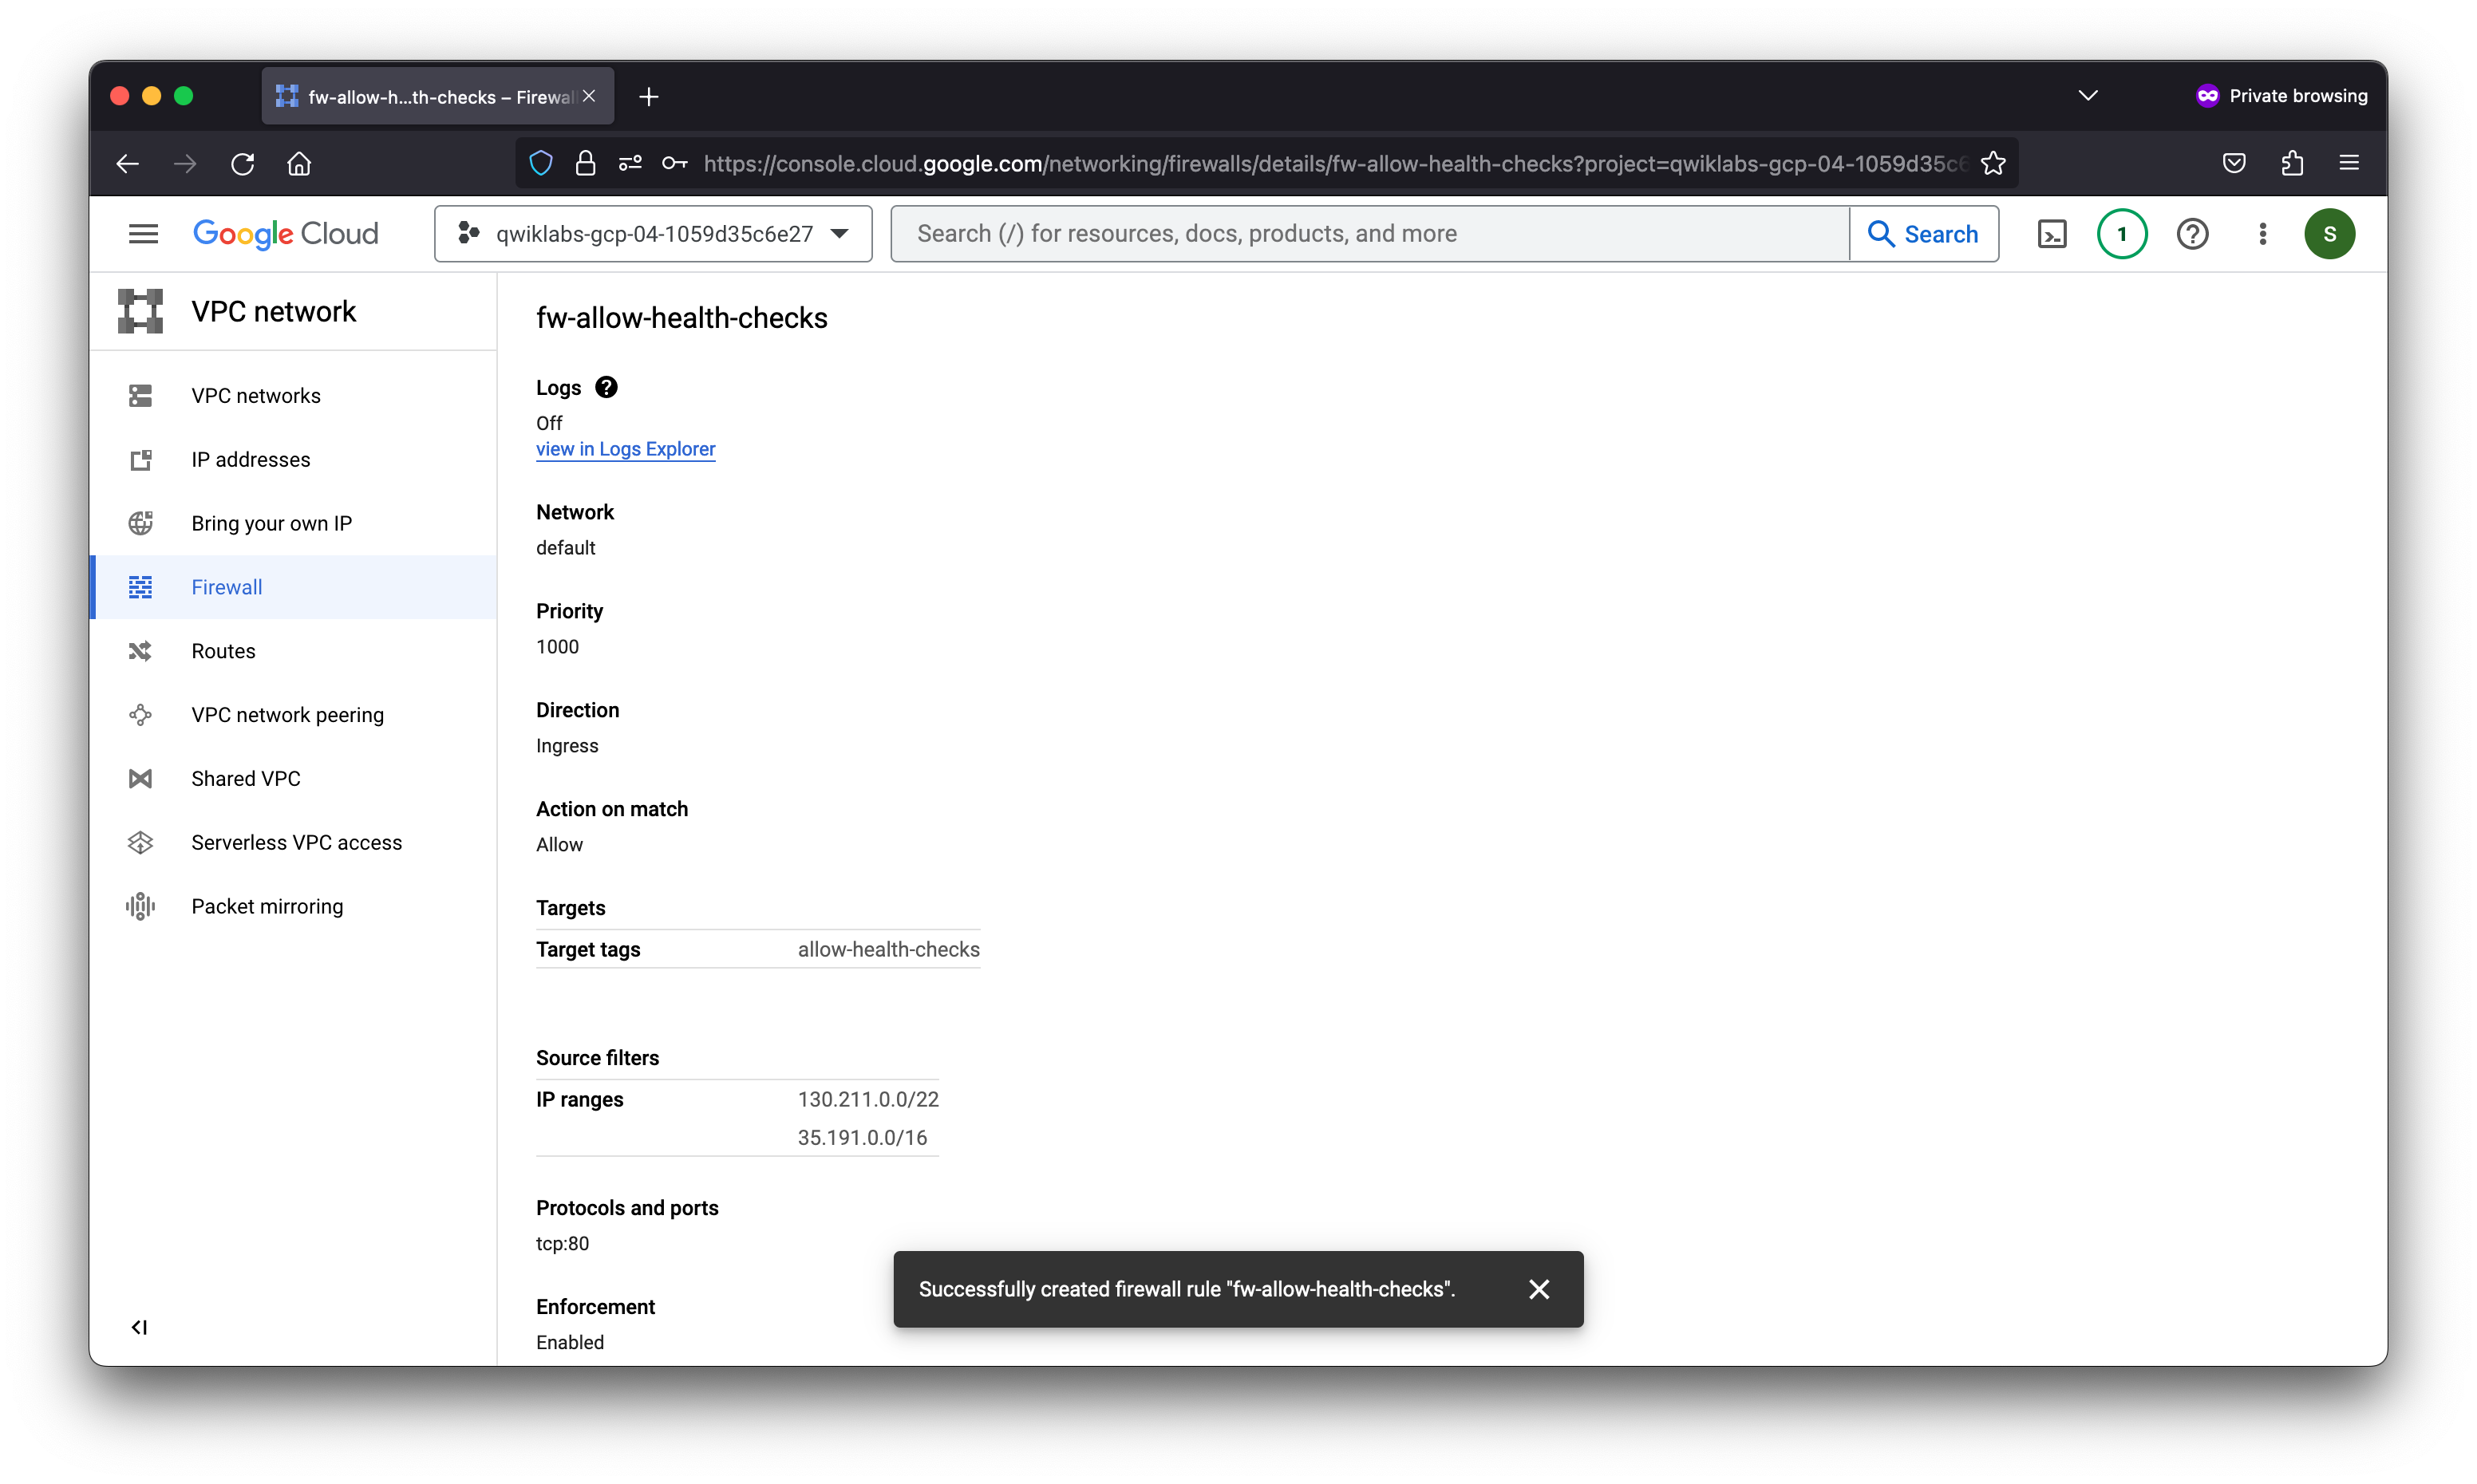 fw-allow-h...th-checks – Firewal
Private browsing
https://console.cloud.google.com/networking/firewalls/details/fw-allow-health-checks?project=qwiklabs-gcp-04-1059d35c6
Google Cloud
qwiklabs-gcp-04-1059d35c6e27
Search (/) for resources, docs, products, and more
Search
1
S
VPC network
VPC networks
IP addresses
Bring your own IP
Firewall
Routes
VPC network peering
Shared VPC
Serverless VPC access
Packet mirroring
fw-allow-health-checks
Logs
Off
view in Logs Explorer
Network
default
Priority
1000
Direction
Ingress
Action on match
Allow
Targets
Target tags allow-health-checks
Source filters
IP ranges 130.211.0.0/22
35.191.0.0/16
Protocols and ports
tcp:80
Enforcement
Enabled
Successfully created firewall rule "fw-allow-health-checks".